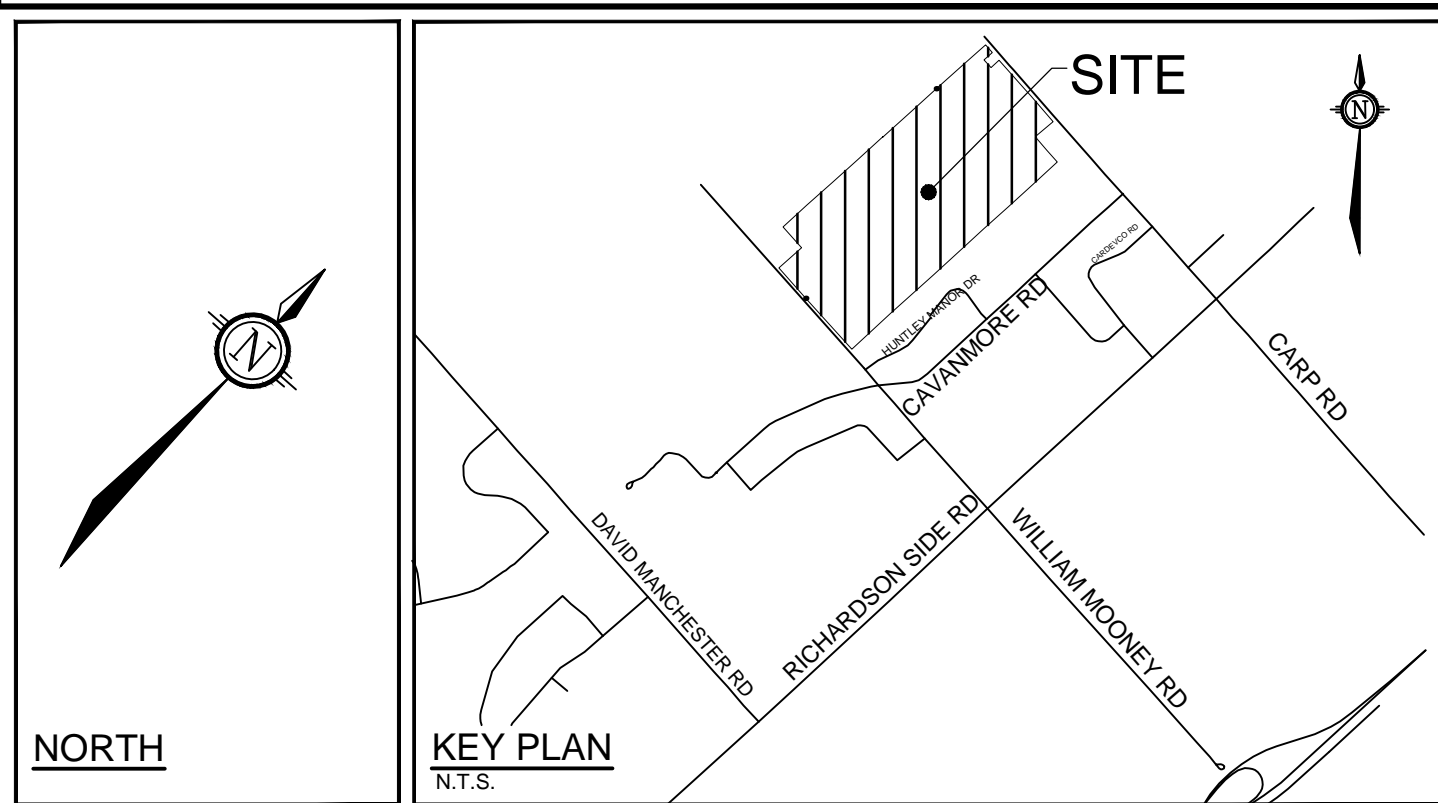 N
NORTH
SITE
N
HUNTLEY MANOR DR
CARDEVCO RD
CAVANMORE RD
CARP RD
DAVID MANCHESTER RD
RICHARDSON SIDE RD
WILLIAM MOONEY RD
KEY PLAN
N.T.S.